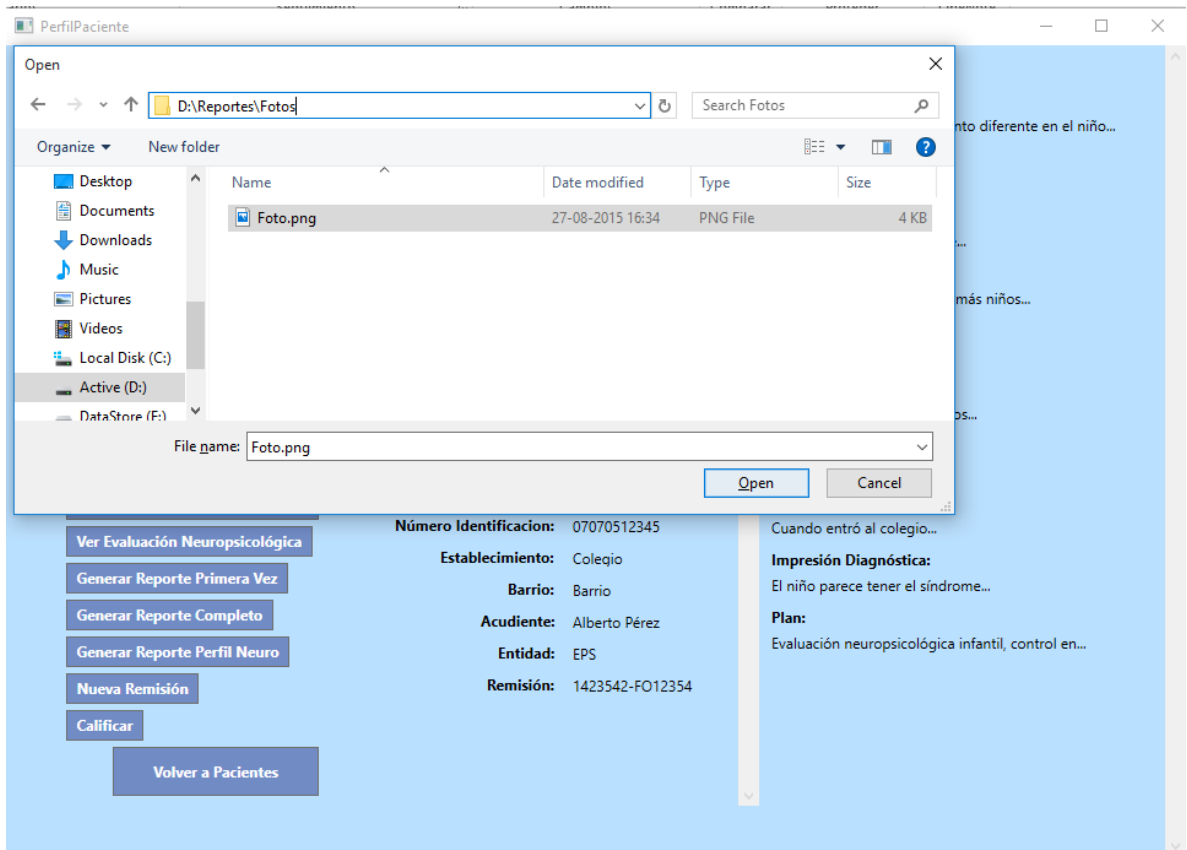 PerfilPaciente
Open
D:\Reportes\Fotos
Search Fotos
Organize
New folder
Name
Date modified
Type
Size
Foto.png
27-08-2015 16:34
PNG File
4 KB
Desktop
Documents
Downloads
Music
Pictures
Videos
Local Disk (C:)
Active (D:)
DataStore (E:)
File name:
Foto.png
Open
Cancel
nto diferente en el niño...
más niños...
os...
Ver Evaluación Neuropsicológica
Generar Reporte Primera Vez
Generar Reporte Completo
Generar Reporte Perfil Neuro
Nueva Remisión
Calificar
Volver a Pacientes
Número Identificacion: 07070512345
Establecimiento: Colegio
Barrio: Barrio
Acudiente: Alberto Pérez
Entidad: EPS
Remisión: 1423542-FO12354
Cuando entró al colegio...
Impresión Diagnóstica:
El niño parece tener el síndrome...
Plan:
Evaluación neuropsicológica infantil, control en...